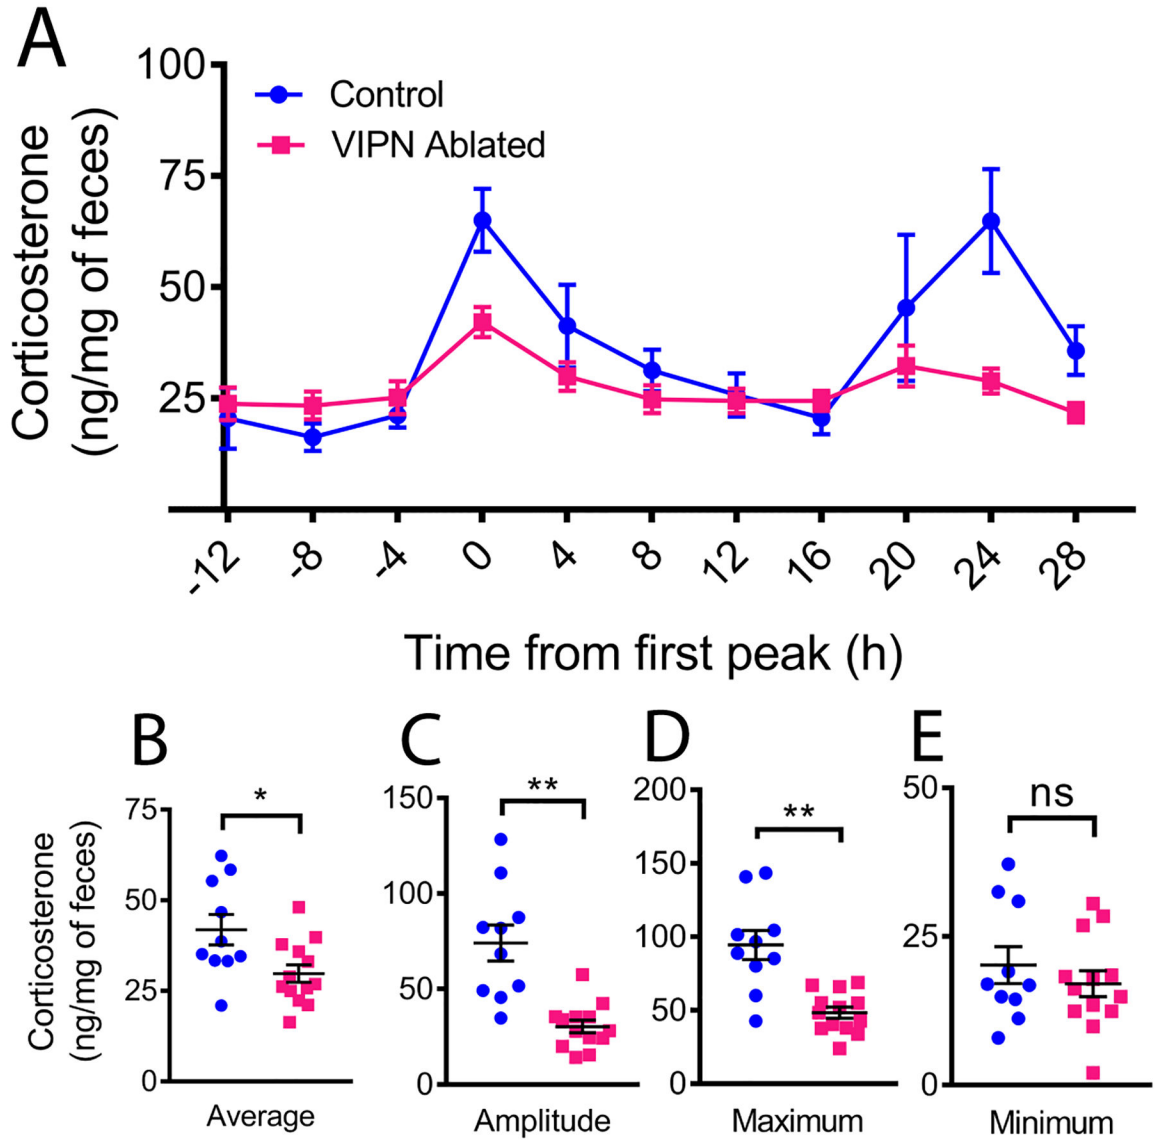 A
Corticosterone
(ng/mg of feces)
100
75
50
25
Control
VIPN Ablated
-12 -8 -4 0 4 8 12 16 20 24 28
Time from first peak (h)
B
Corticosterone
(ng/mg of feces)
75
50
25
0
*
Average
C
150
100
50
0
**
Amplitude
D
200
150
100
50
0
**
Maximum
E
50
25
0
ns
Minimum